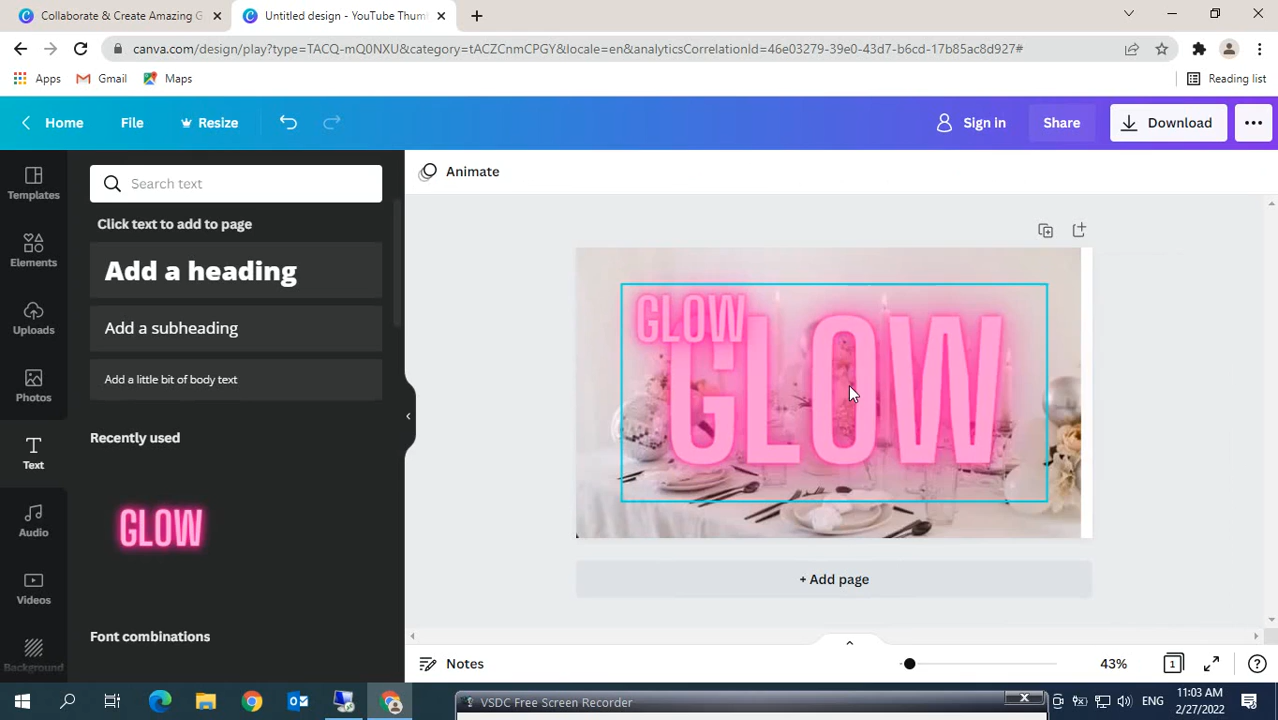 Collaborate & Create Amazing G
Untitled design - YouTube Thum
canva.com/design/play?type=TACQ-mQ0NXU&category=tACZCnmCPGY&locale=en&analyticsCorrelationId=46e03279-39e0-43d7-b6cd-17b85ac8d927#
Apps
Gmail
Maps
Reading list
Home
File
Resize
Sign in
Share
Download
Templates
Elements
Uploads
Photos
Text
Audio
Videos
Background
Search text
Click text to add to page
Add a heading
Add a subheading
Add a little bit of body text
Recently used
GLOW
Font combinations
Animate
GLOW
GLOW
+ Add page
Notes
43%
1
VSDC Free Screen Recorder
ENG
11:03 AM
2/27/2022